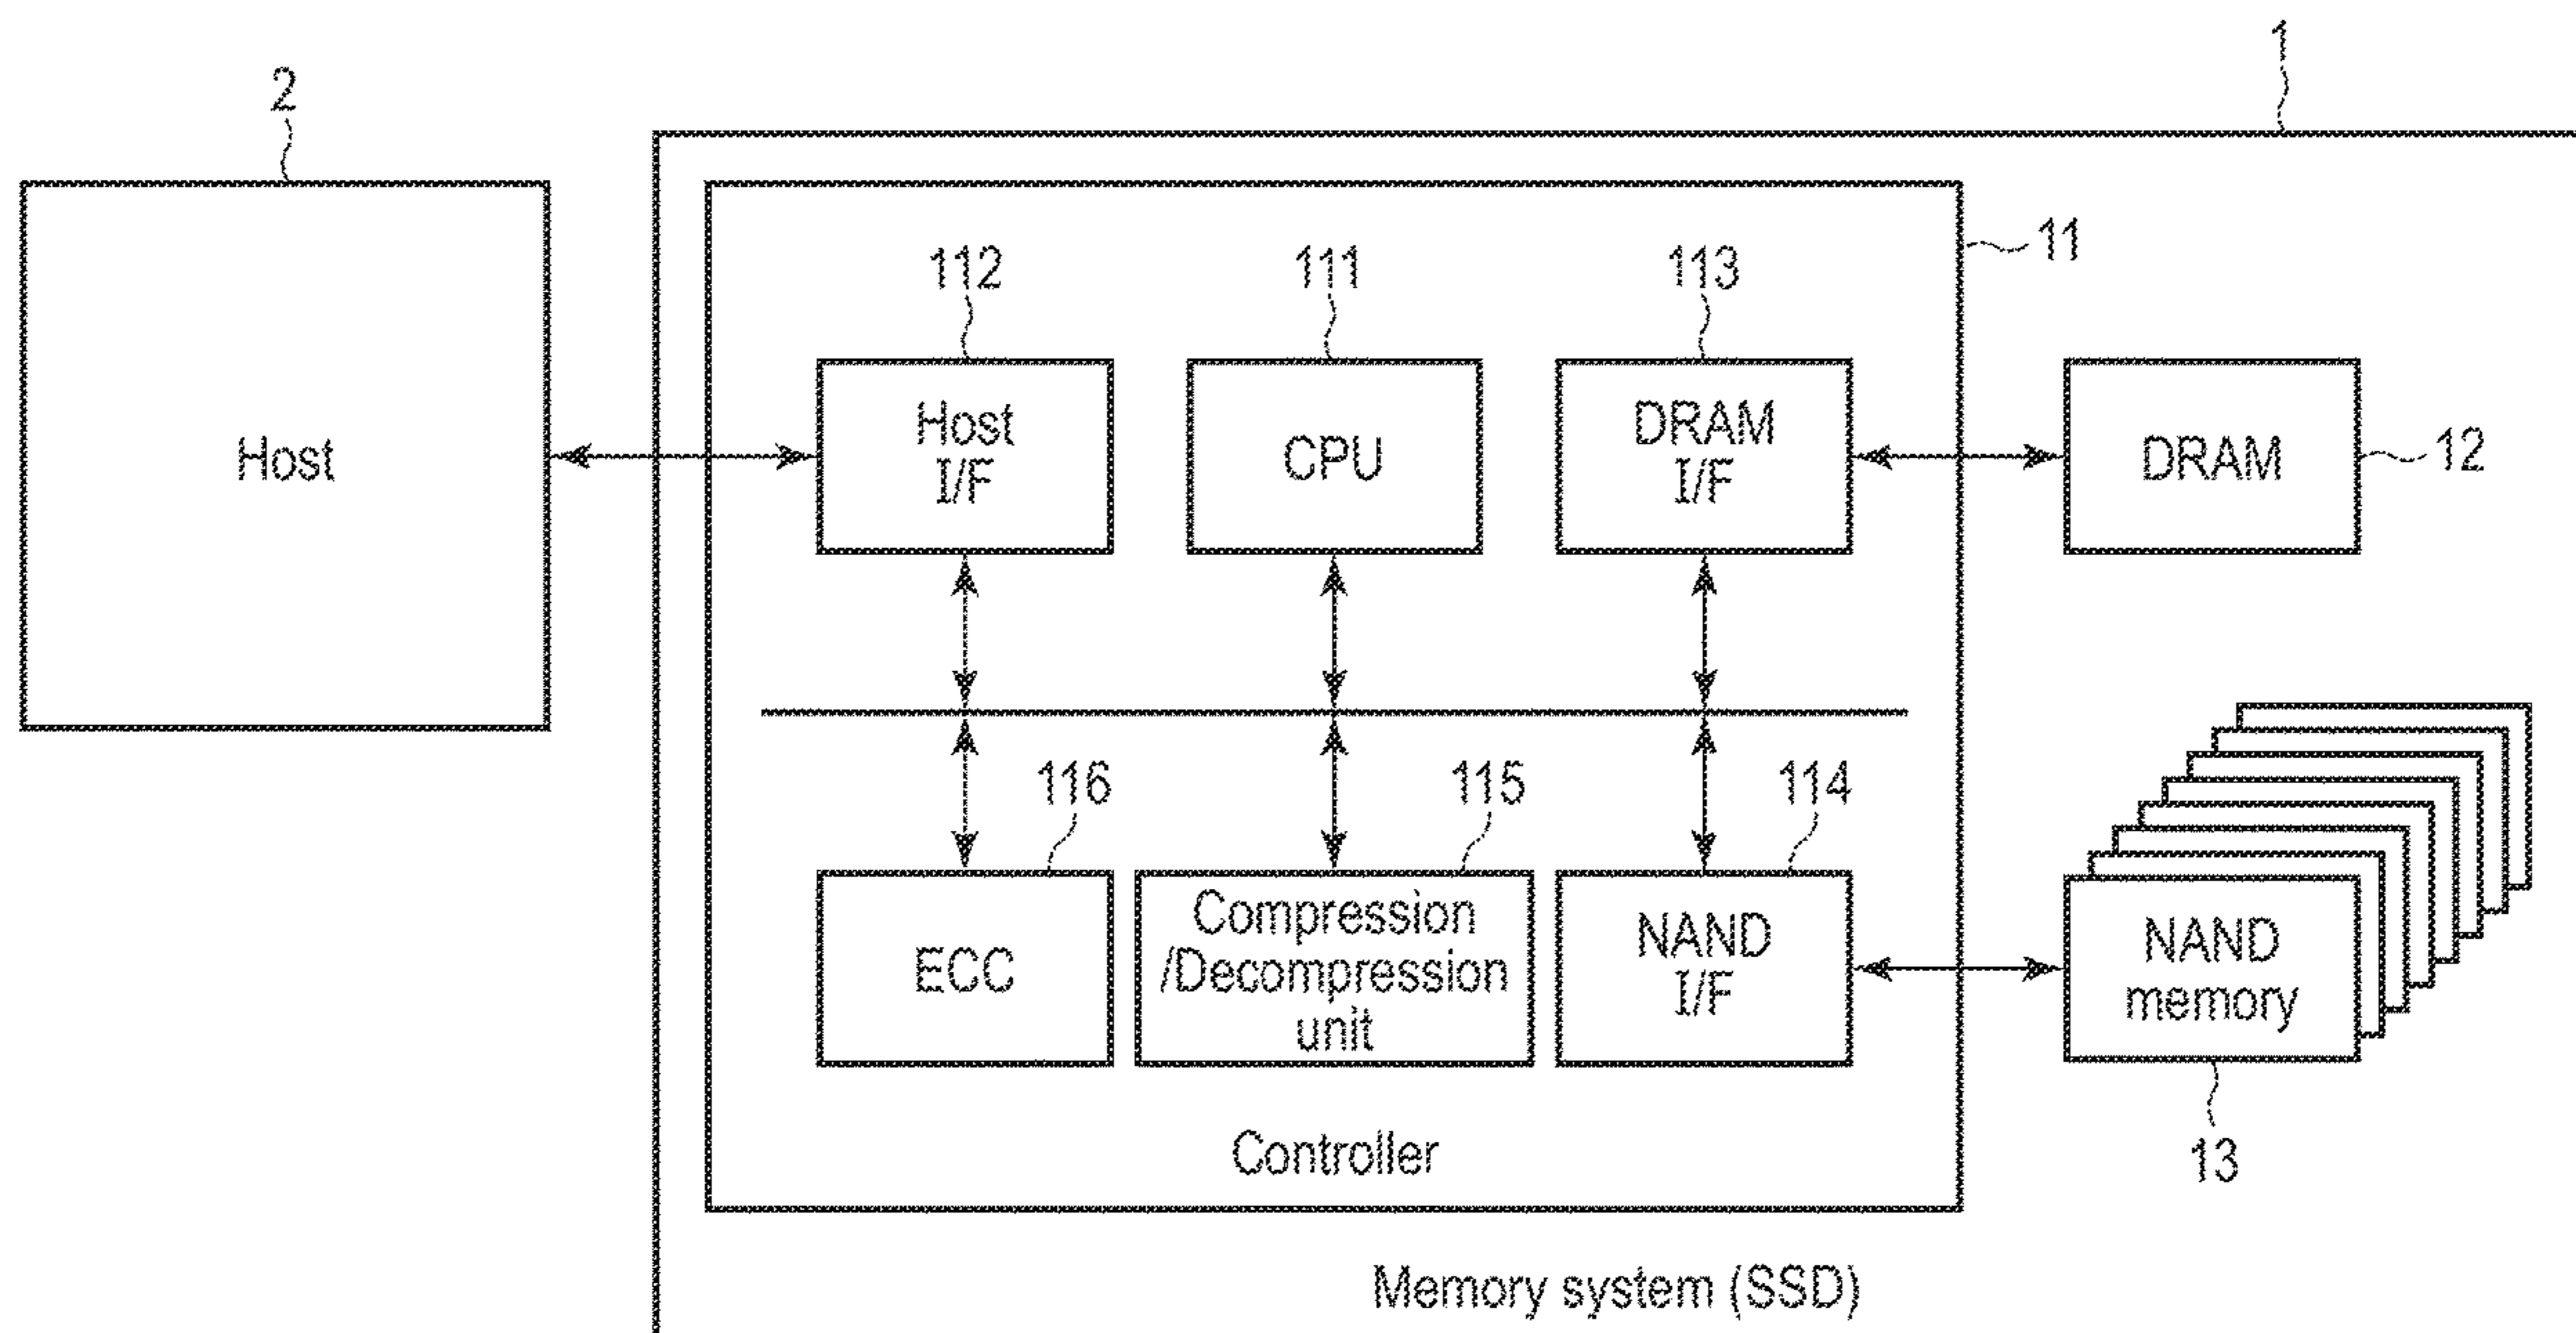 1
2
11
112
111
113
Host
Host
I/F
CPU
DRAM
I/F
DRAM
12
116
115
114
ECC
Compression
/Decompression
unit
NAND
I/F
NAND
memory
Controller
13
Memory system (SSD)